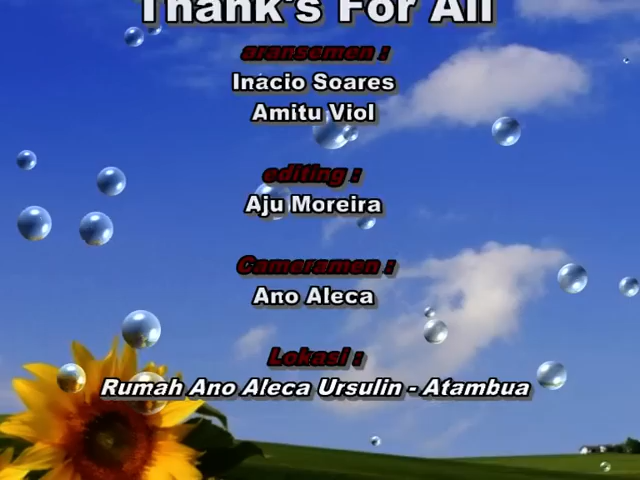 Thank's For All
aransemen :
Inacio Soares
Amitu Viol
editing :
Aju Moreira
Cameramen :
Ano Aleca
Lokasi :
Rumah Ano Aleca Ursulin - Atambua